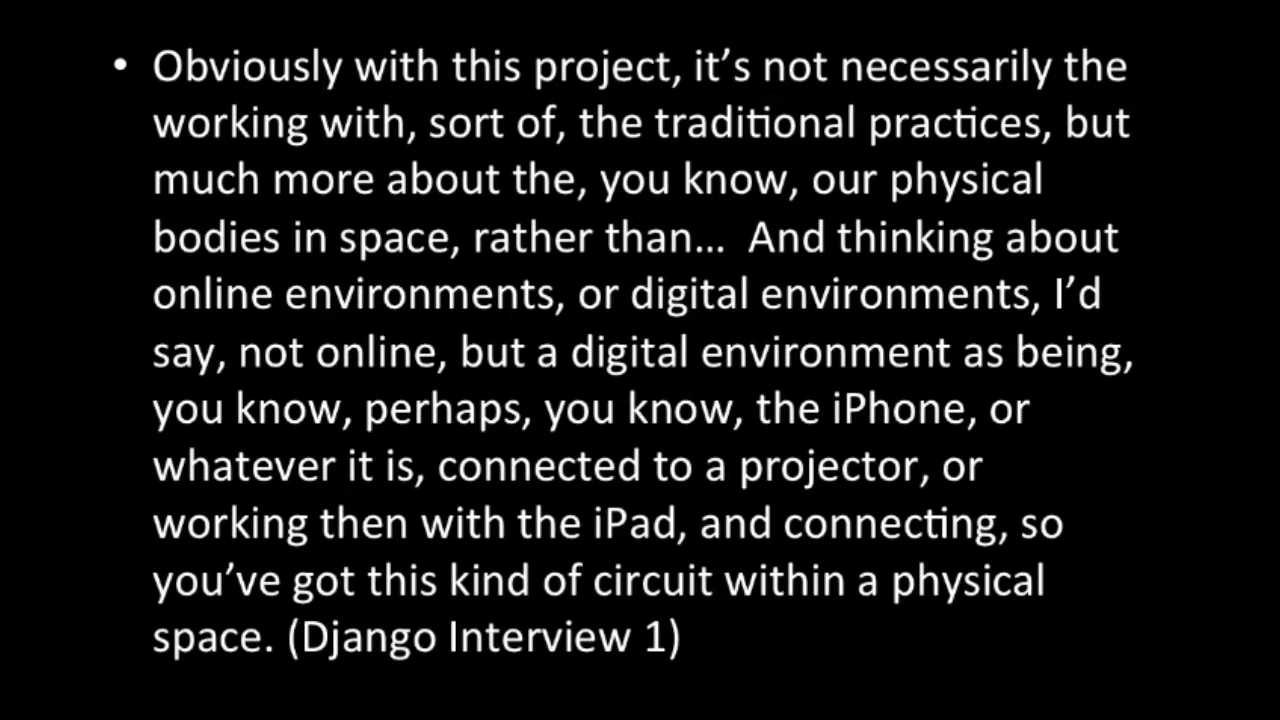 • Obviously with this project, it’s not necessarily the
working with, sort of, the traditional practices, but
much more about the, you know, our physical
bodies in space, rather than… And thinking about
online environments, or digital environments, I’d
say, not online, but a digital environment as being,
you know, perhaps, you know, the iPhone, or
whatever it is, connected to a projector, or
working then with the iPad, and connecting, so
you’ve got this kind of circuit within a physical
space. (Django Interview 1)